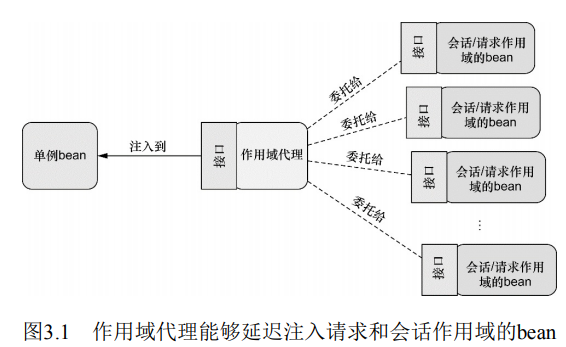 单例bean
注入到
接口
作用域代理
委托给
接口
会话/请求作用
域的bean
委托给
接口
会话/请求作用
域的bean
委托给
接口
会话/请求作用
域的bean
...
委托给
接口
会话/请求作用
域的bean
图3.1 作用域代理能够延迟注入请求和会话作用域的bean